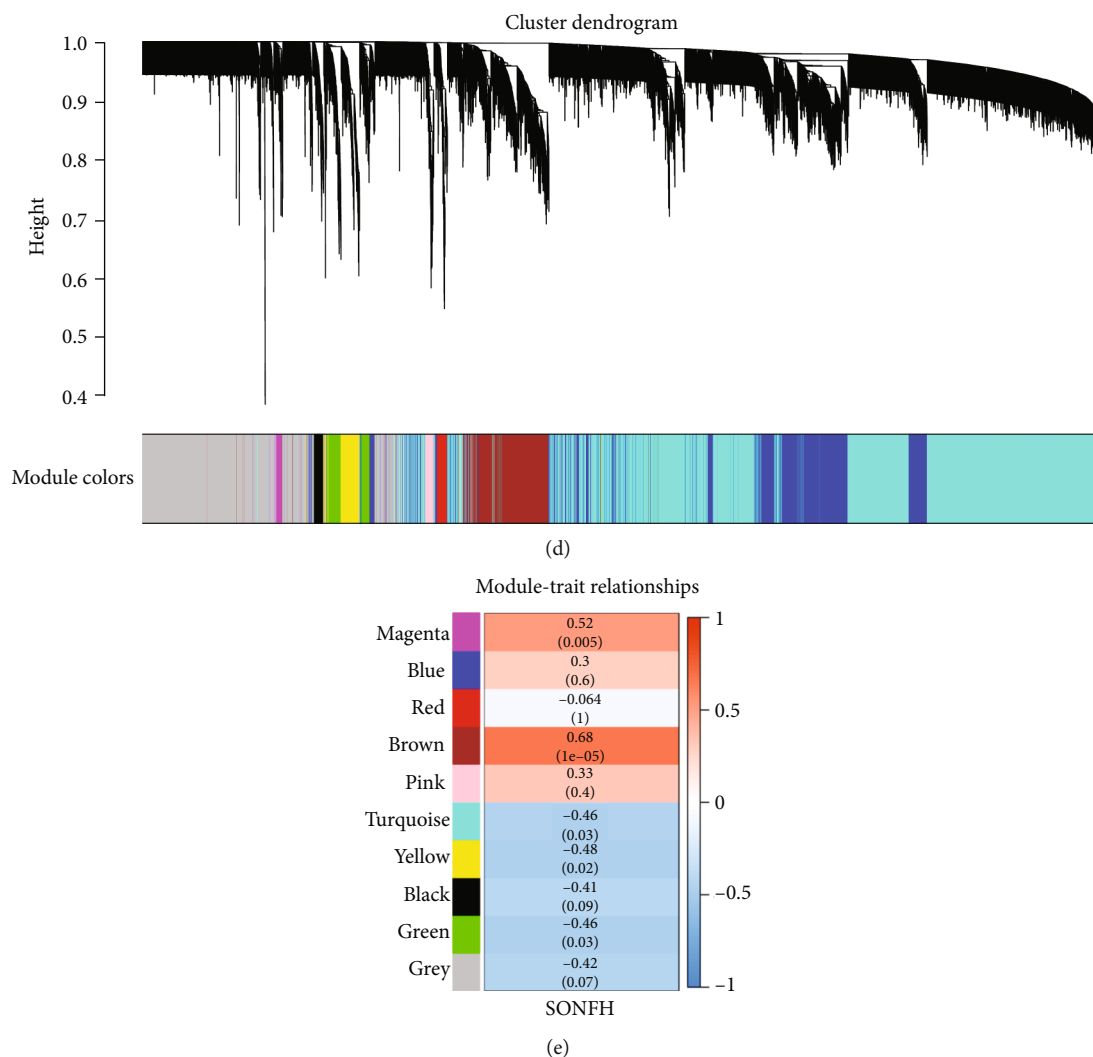 Cluster dendrogram
1.0
0.9
0.8
0.7
0.6
0.5
0.4
Height
Module colors
(d)
Module-trait relationships
Magenta
0.52
(0.005)
Blue
0.3
(0.6)
Red
−0.064
(1)
Brown
0.68
(1e−05)
Pink
0.33
(0.4)
Turquoise
−0.46
(0.03)
Yellow
−0.48
(0.02)
Black
−0.41
(0.09)
Green
−0.46
(0.03)
Grey
−0.42
(0.07)
1
0.5
0
−0.5
−1
SONFH
(e)